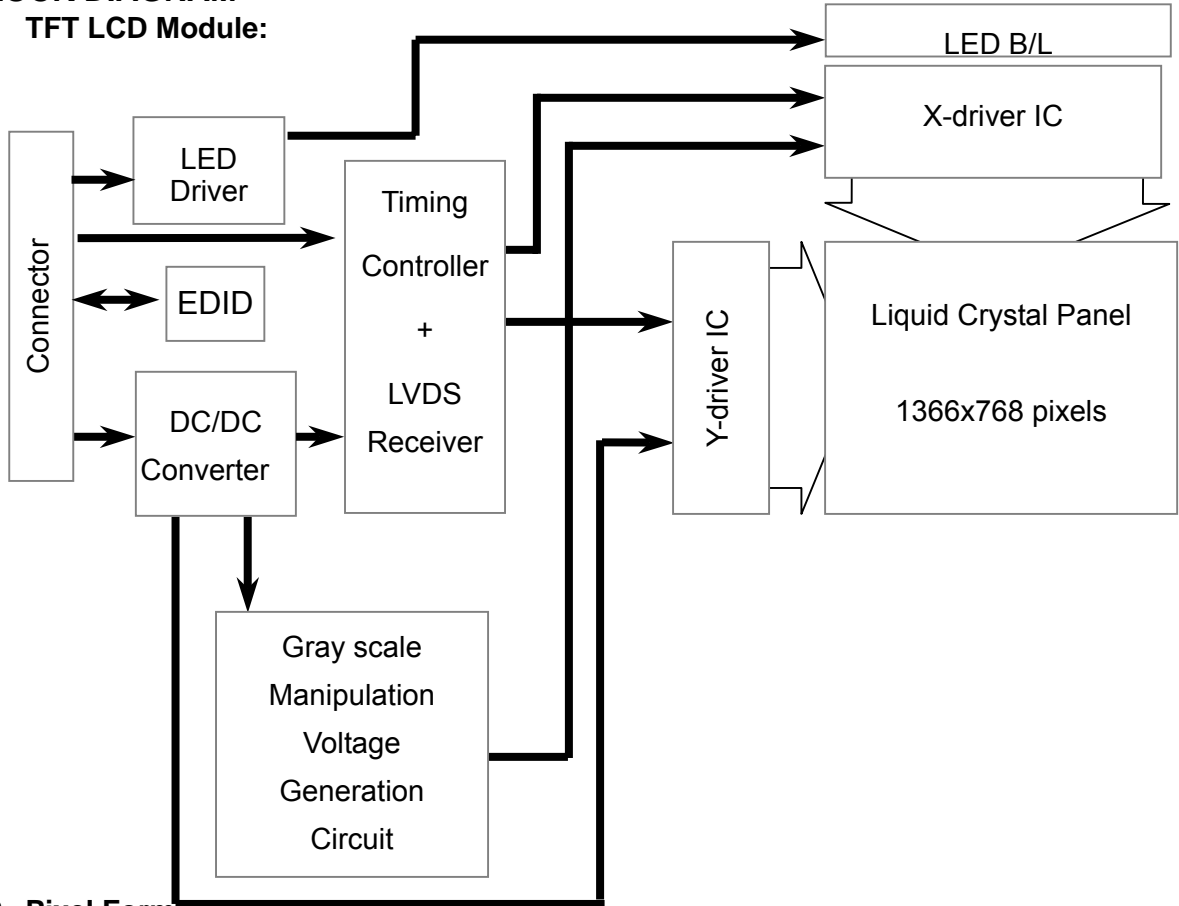 TFT LCD Module:
LED B/L
X-driver IC
LED
Driver
Timing
Controller
+
LVDS
Receiver
Connector
EDID
DC/DC
Converter
Y-driver IC
Liquid Crystal Panel
1366x768 pixels
Gray scale
Manipulation
Voltage
Generation
Circuit